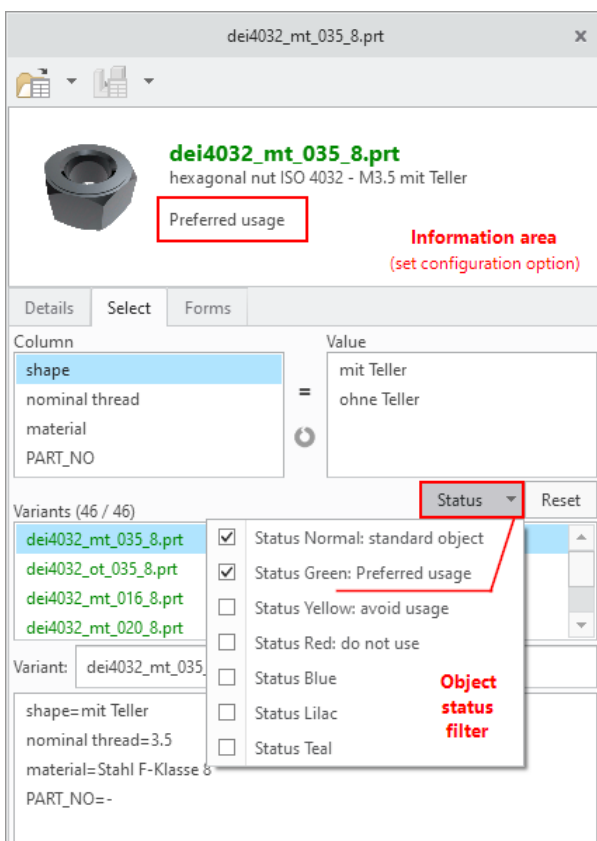 dei4032_mt_035_8.prt
dei4032_mt_035_8.prt
hexagonal nut ISO 4032 - M3.5 mit Teller
Preferred usage
Information area
(set configuration option)
Details Select Forms
Column Value
shape mit Teller
nominal thread = ohne Teller
material
PART_NO
Status Reset
Variants (46 / 46)
dei4032_mt_035_8.prt
dei4032_ot_035_8.prt
dei4032_mt_016_8.prt
dei4032_mt_020_8.prt
Status Normal: standard object
Status Green: Preferred usage
Status Yellow: avoid usage
Status Red: do not use
Status Blue
Status Lilac
Status Teal
Object
status
filter
Variant: dei4032_mt_035_
shape=mit Teller
nominal thread=3.5
material=Stahl F-Klasse 8
PART_NO=-